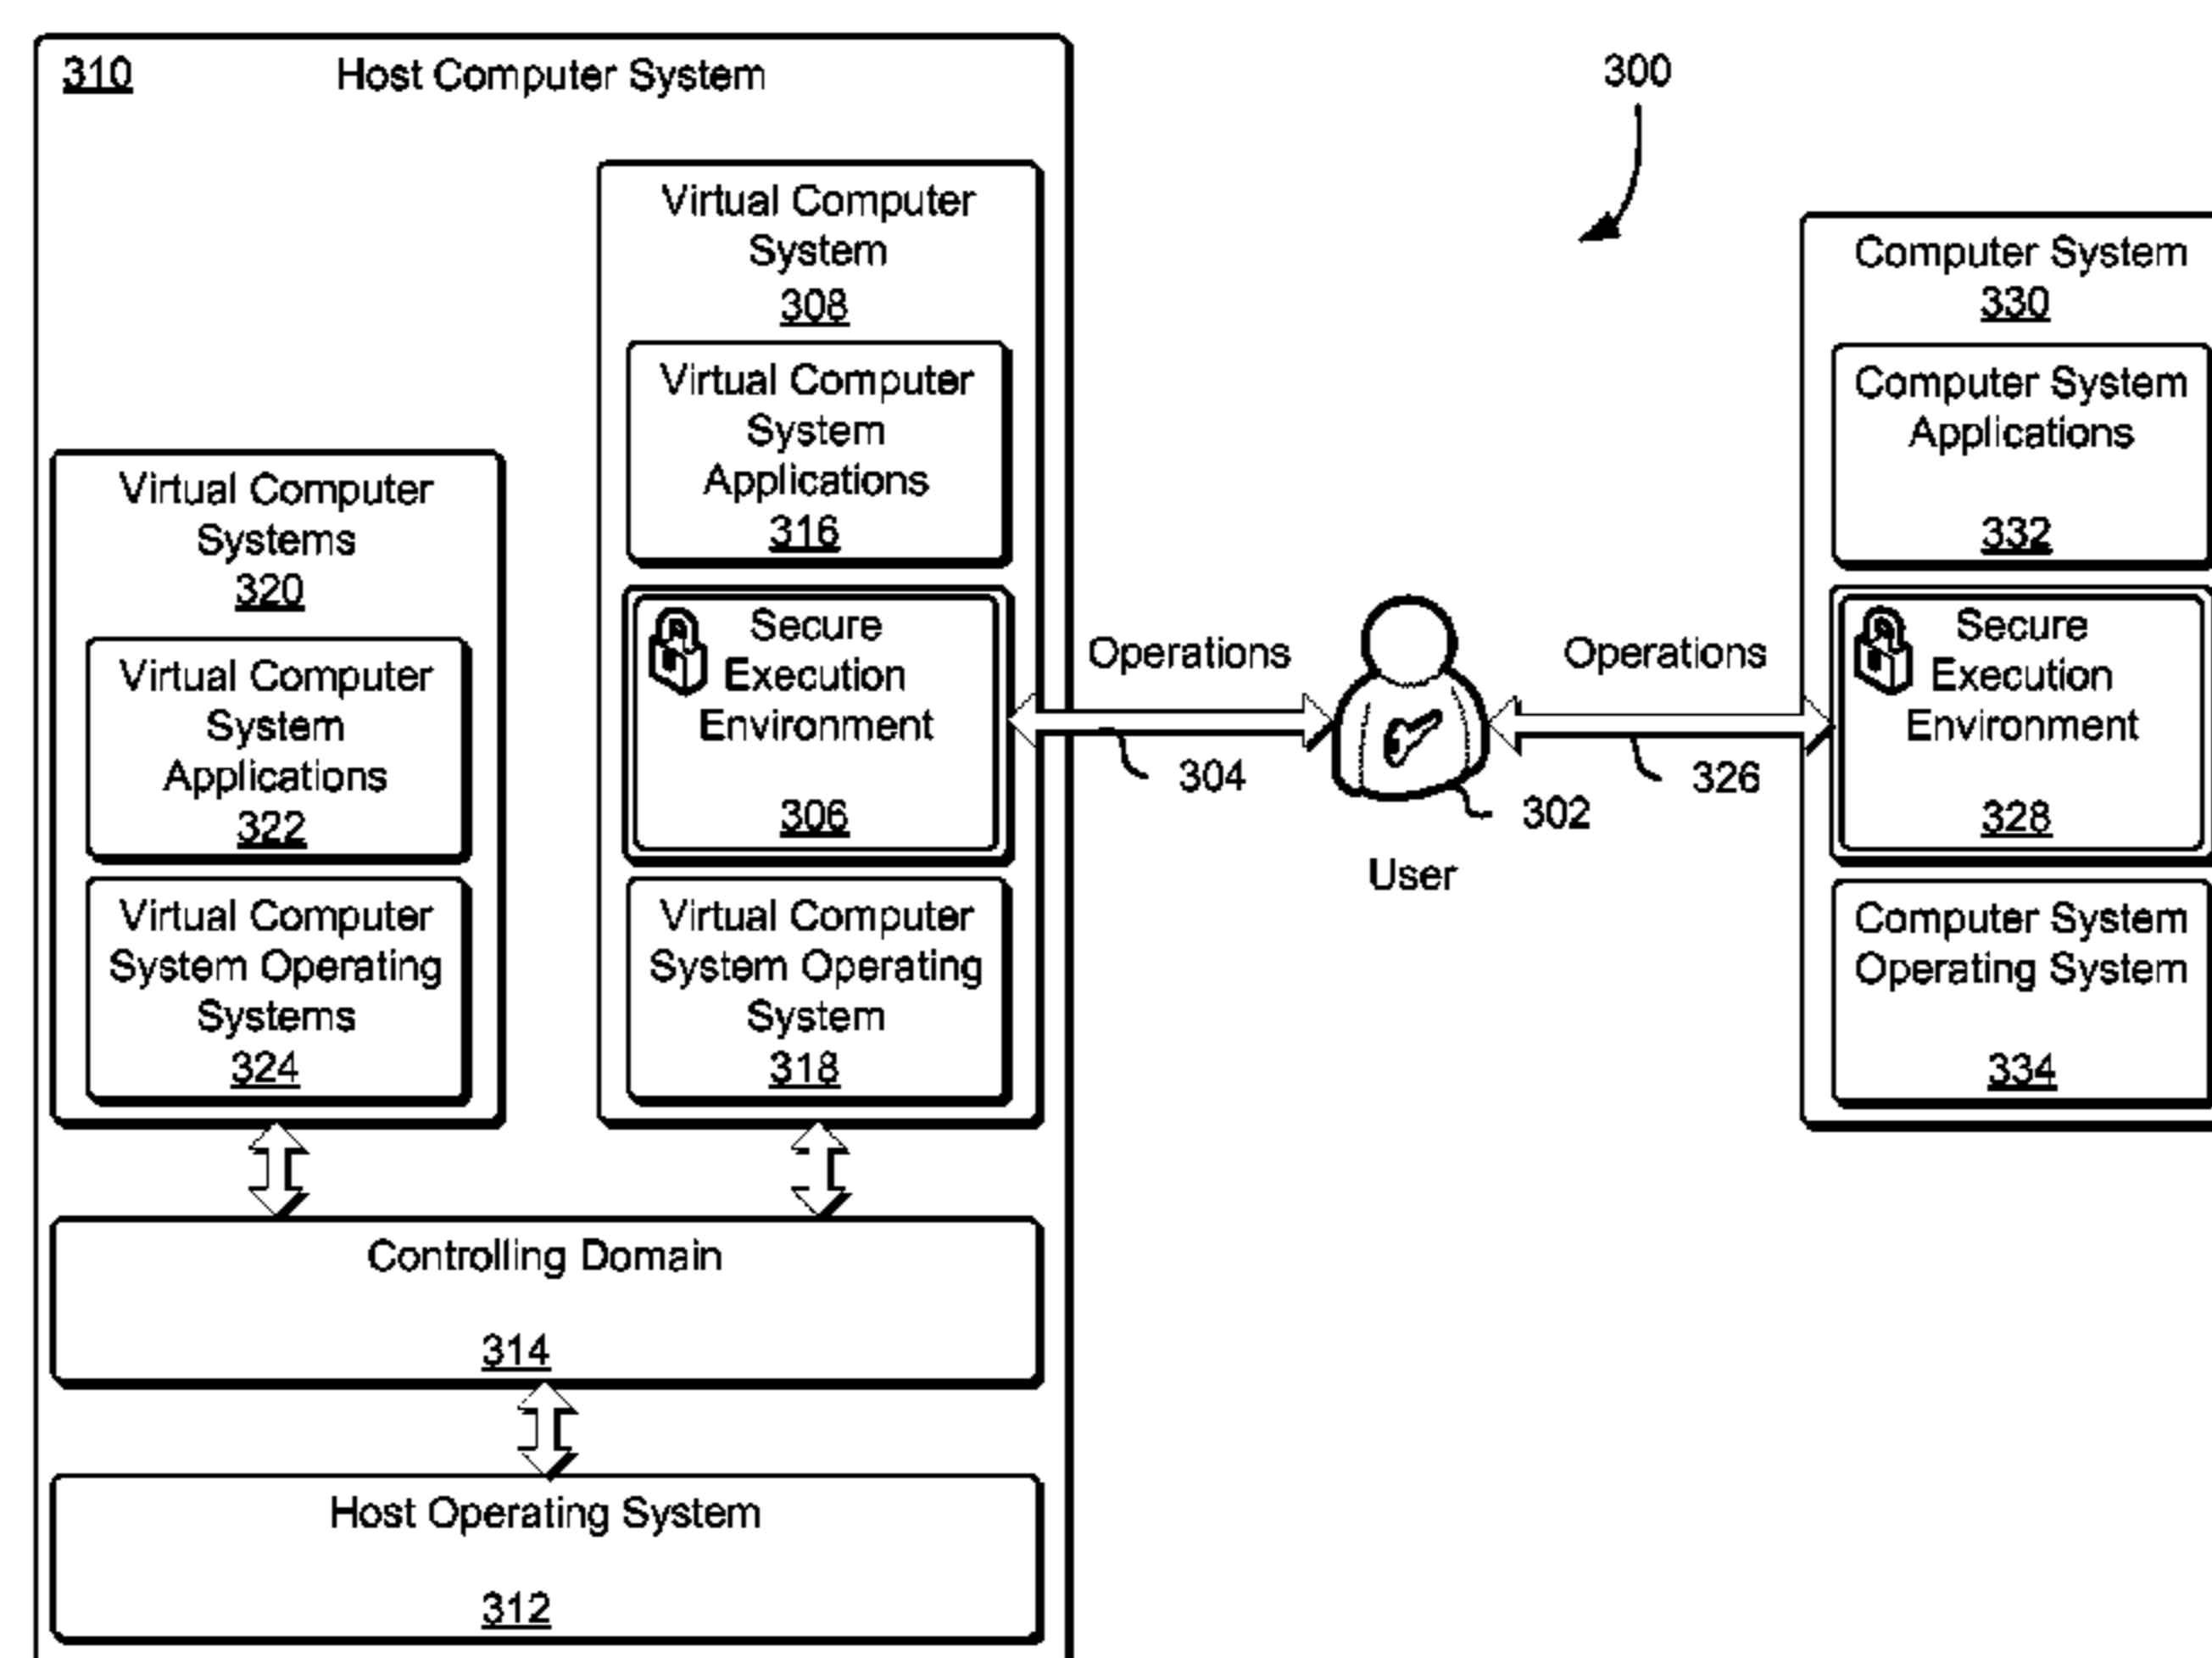 310
Host Computer System
300
Virtual Computer
System
308
Virtual Computer
System
Applications
316
Secure
Execution
Environment
306
Virtual Computer
System Operating
System
318
Virtual Computer
Systems
320
Virtual Computer
System
Applications
322
Virtual Computer
System Operating
Systems
324
Controlling Domain
314
Host Operating System
312
Operations
304
302
User
Operations
326
Computer System
330
Computer System
Applications
332
Secure
Execution
Environment
328
Computer System
Operating System
334